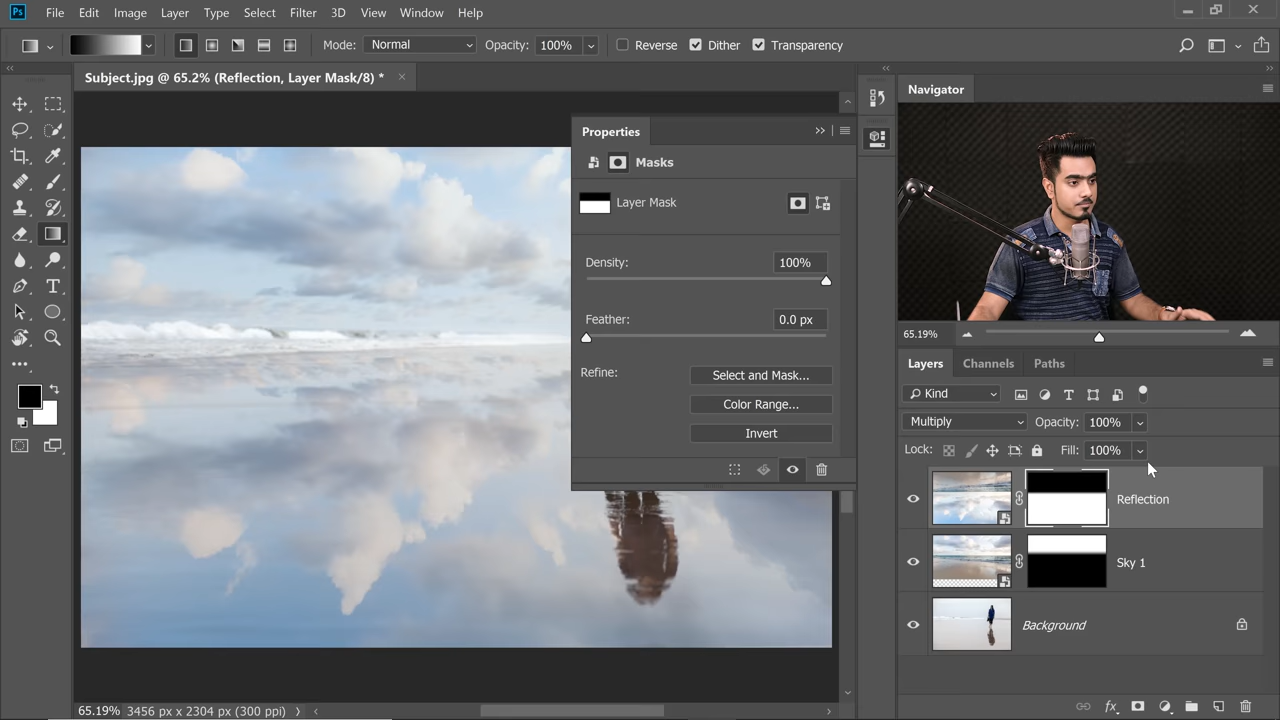 Ps File Edit Image Layer Type Select Filter 3D View Window Help
Mode: Normal Opacity: 100% Reverse Dither Transparency
Subject.jpg @ 65.2% (Reflection, Layer Mask/8) *
Navigator
Properties
Masks
Layer Mask
Density: 100%
Feather: 0.0 px
Refine: Select and Mask...
Color Range...
Invert
65.19%
Layers Channels Paths
Kind
Multiply Opacity: 100%
Lock: Fill: 100%
Reflection
Sky 1
Background
65.19% 3456 px x 2304 px (300 ppi)